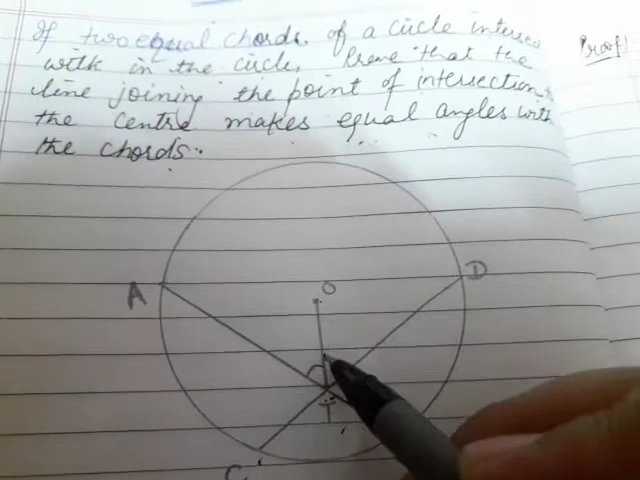 If two equal chords of a circle intersec
with in the circle. Prove that the
line joining the point of intersection
the centre makes equal angles with
the chords.
Proof
O
D
A
C